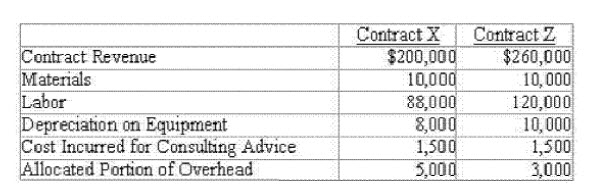 Contract X Contract Z
Contract Revenue $200,000 $260,000
Materials 10,000 10,000
Labor 88,000 120,000
Depreciation on Equipment 8,000 10,000
Cost Incurred for Consulting Advice 1,500 1,500
Allocated Portion of Overhead 5,000 3,000